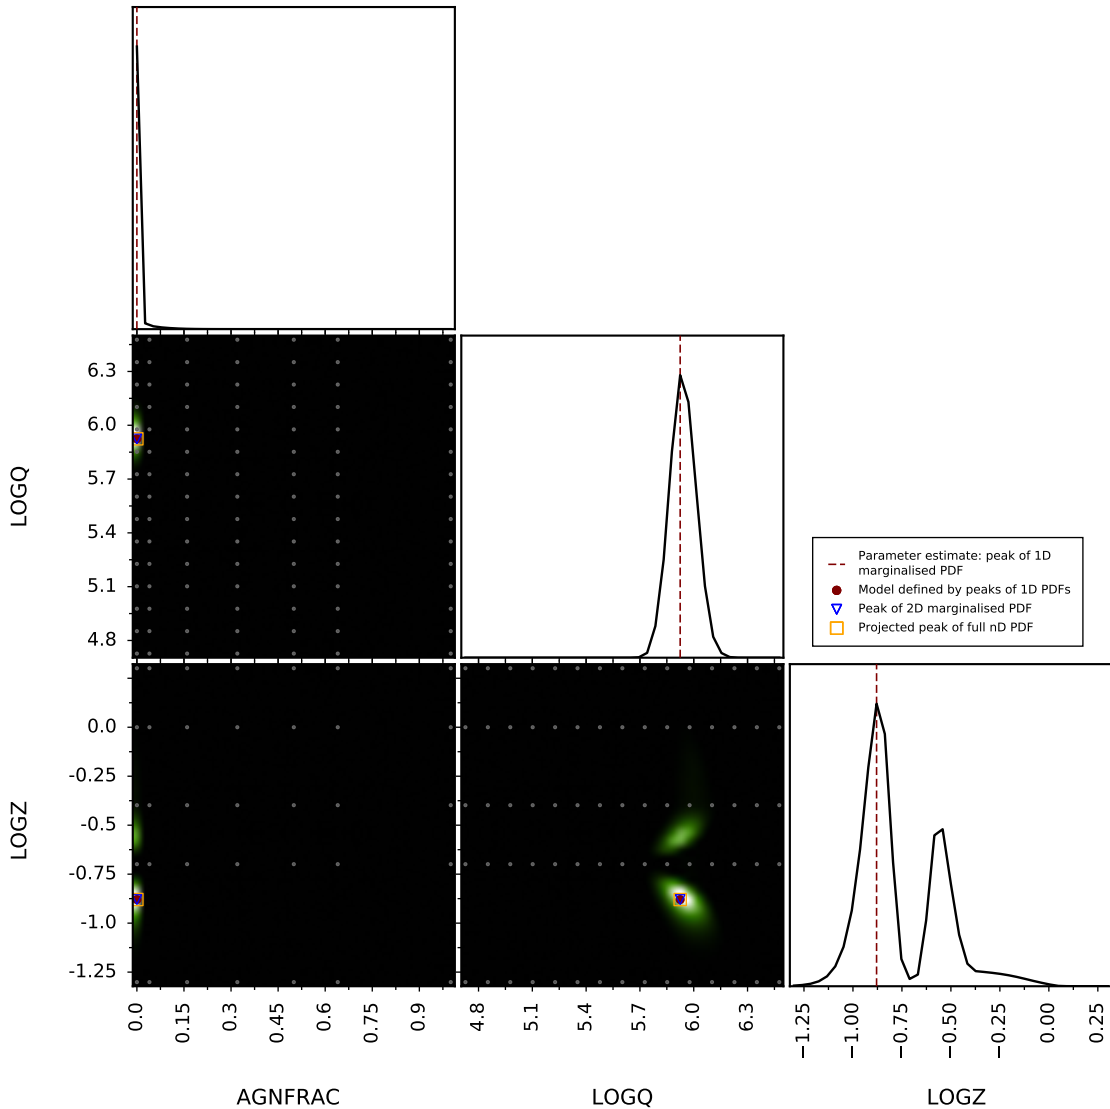 6.3
6.0
5.7
5.4
5.1
4.8
LOGQ
Parameter estimate: peak of 1D
marginalised PDF
Model defined by peaks of 1D PDFs
Peak of 2D marginalised PDF
Projected peak of full nD PDF
0.0
-0.25
-0.5
-0.75
-1.0
-1.25
LOGZ
0.0 0.15 0.3 0.45 0.6 0.75 0.9
4.8 5.1 5.4 5.7 6.0 6.3
−1.25 −1.00 −0.75 −0.50 −0.25 0.00 0.25
AGNFRAC
LOGQ
LOGZ